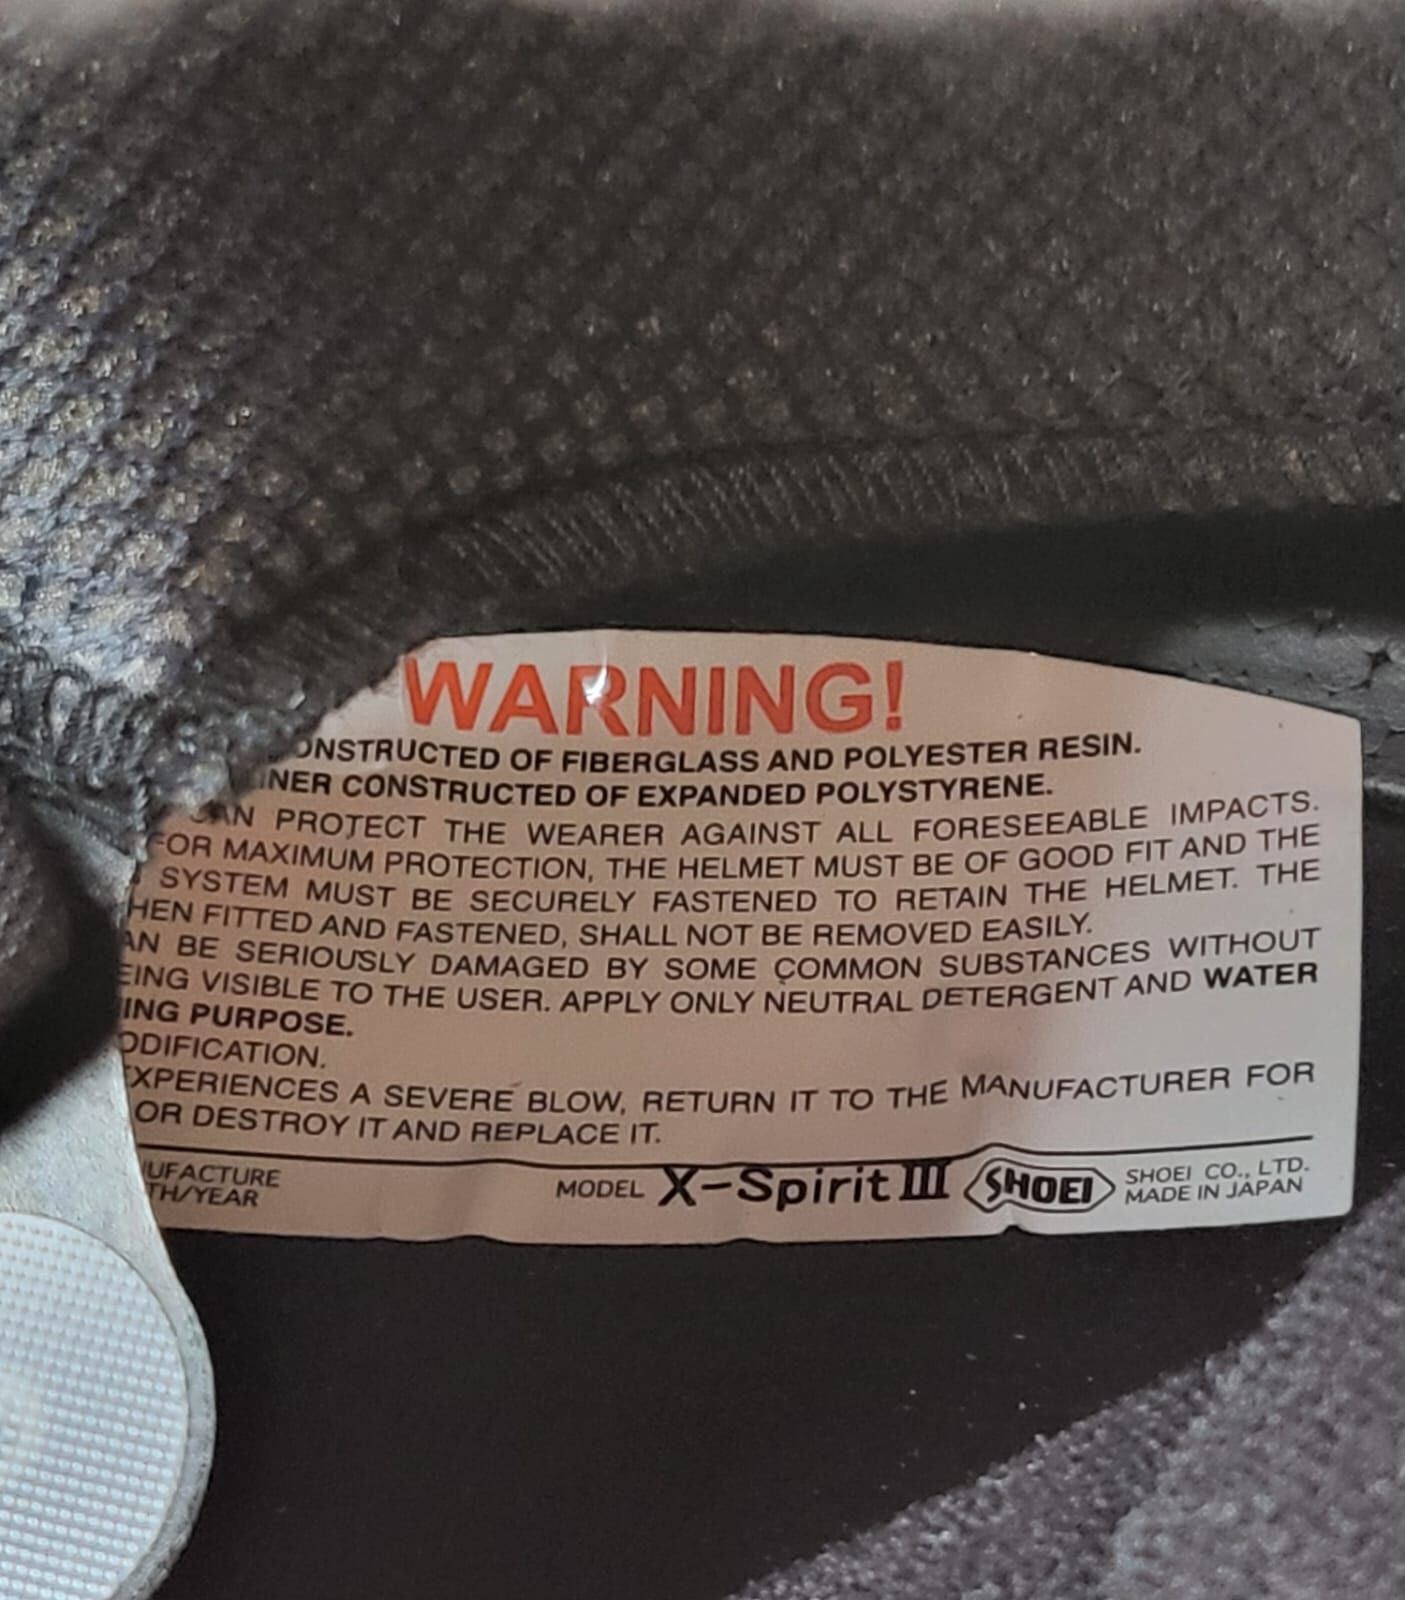 WARNING!
ONSTRUCTED OF FIBERGLASS AND POLYESTER RESIN.
INER CONSTRUCTED OF EXPANDED POLYSTYRENE.
CAN PROTECT THE WEARER AGAINST ALL FORESEEABLE IMPACTS.
FOR MAXIMUM PROTECTION, THE HELMET MUST BE OF GOOD FIT AND THE
SYSTEM MUST BE SECURELY FASTENED TO RETAIN THE HELMET. THE
HEN FITTED AND FASTENED, SHALL NOT BE REMOVED EASILY.
AN BE SERIOUSLY DAMAGED BY SOME COMMON SUBSTANCES WITHOUT
EING VISIBLE TO THE USER. APPLY ONLY NEUTRAL DETERGENT AND WATER
ING PURPOSE.
ODIFICATION.
EXPERIENCES A SEVERE BLOW, RETURN IT TO THE MANUFACTURER FOR
OR DESTROY IT AND REPLACE IT.
UFACTURE
TH/YEAR
MODEL X-Spirit III SHOEI
SHOEI CO., LTD.
MADE IN JAPAN